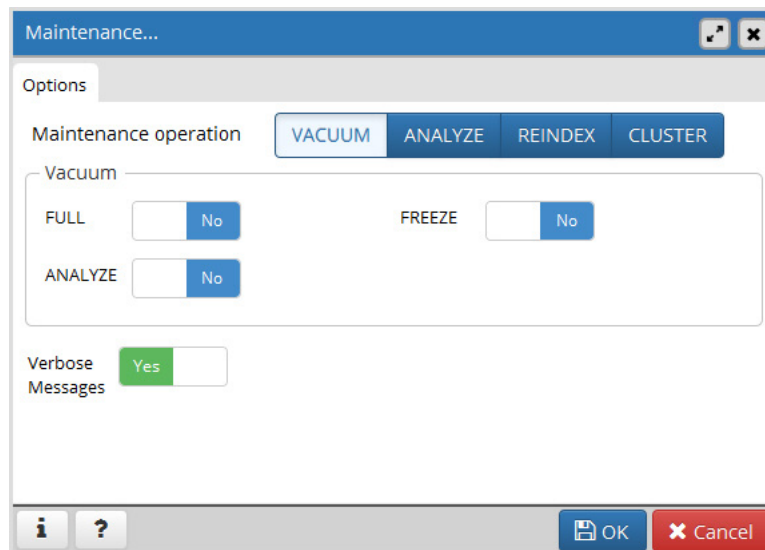 Maintenance...
Options
Maintenance operation VACUUM ANALYZE REINDEX CLUSTER
Vacuum
FULL No FREEZE No
ANALYZE No
Verbose Messages Yes
i ? OK Cancel